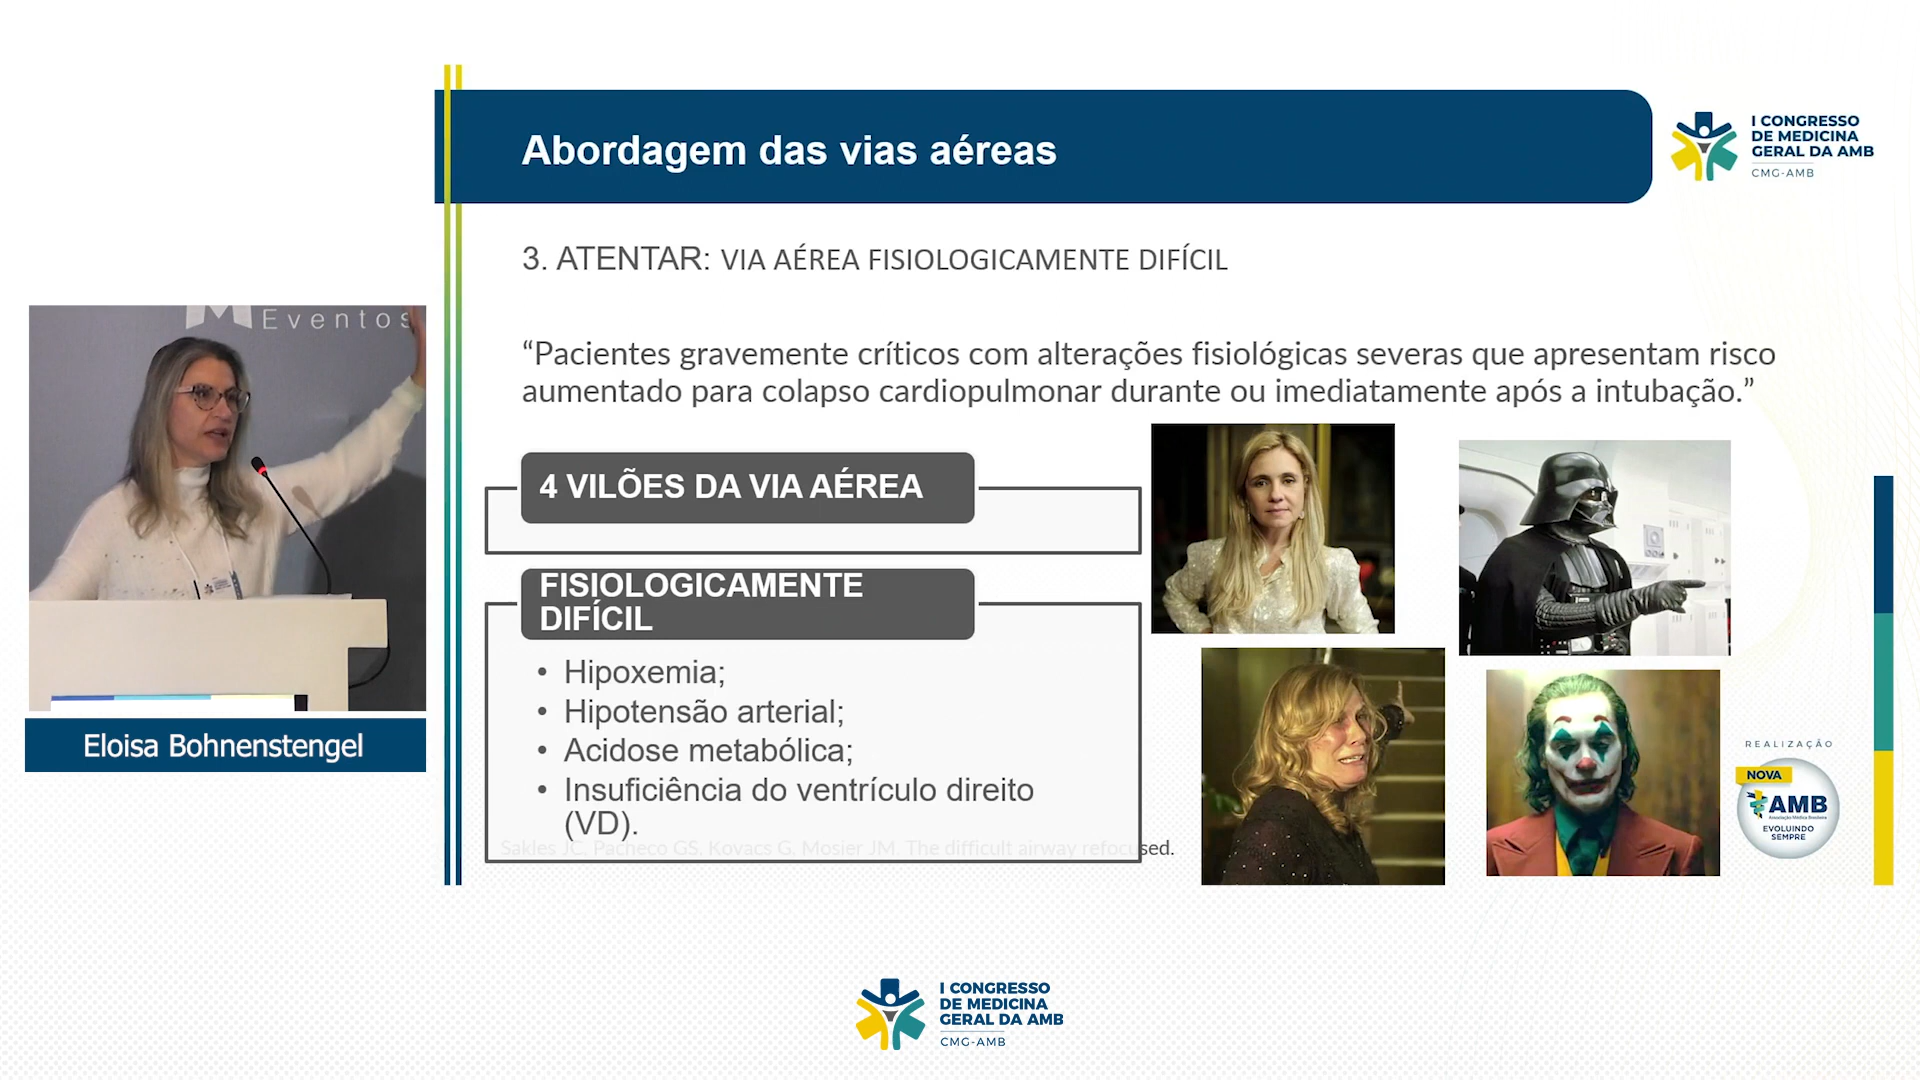 Abordagem das vias aéreas
I CONGRESSO
DE MEDICINA
GERAL DA AMB
CMG-AMB
3. ATENTAR: VIA AÉREA FISIOLOGICAMENTE DIFÍCIL
“Pacientes gravemente críticos com alterações fisiológicas severas que apresentam risco
aumentado para colapso cardiopulmonar durante ou imediatamente após a intubação.”
Eventos
Eloisa Bohnenstengel
4 VILÕES DA VIA AÉREA
FISIOLOGICAMENTE
DIFÍCIL
• Hipoxemia;
• Hipotensão arterial;
• Acidose metabólica;
• Insuficiência do ventrículo direito
(VD).
Sakles JC, Pacheco GS, Kovacs G, Mosier JM. The difficult airway refocused.
REALIZAÇÃO
NOVA
AMB
Associação Médica Brasileira
EVOLUINDO
SEMPRE
I CONGRESSO
DE MEDICINA
GERAL DA AMB
CMG-AMB